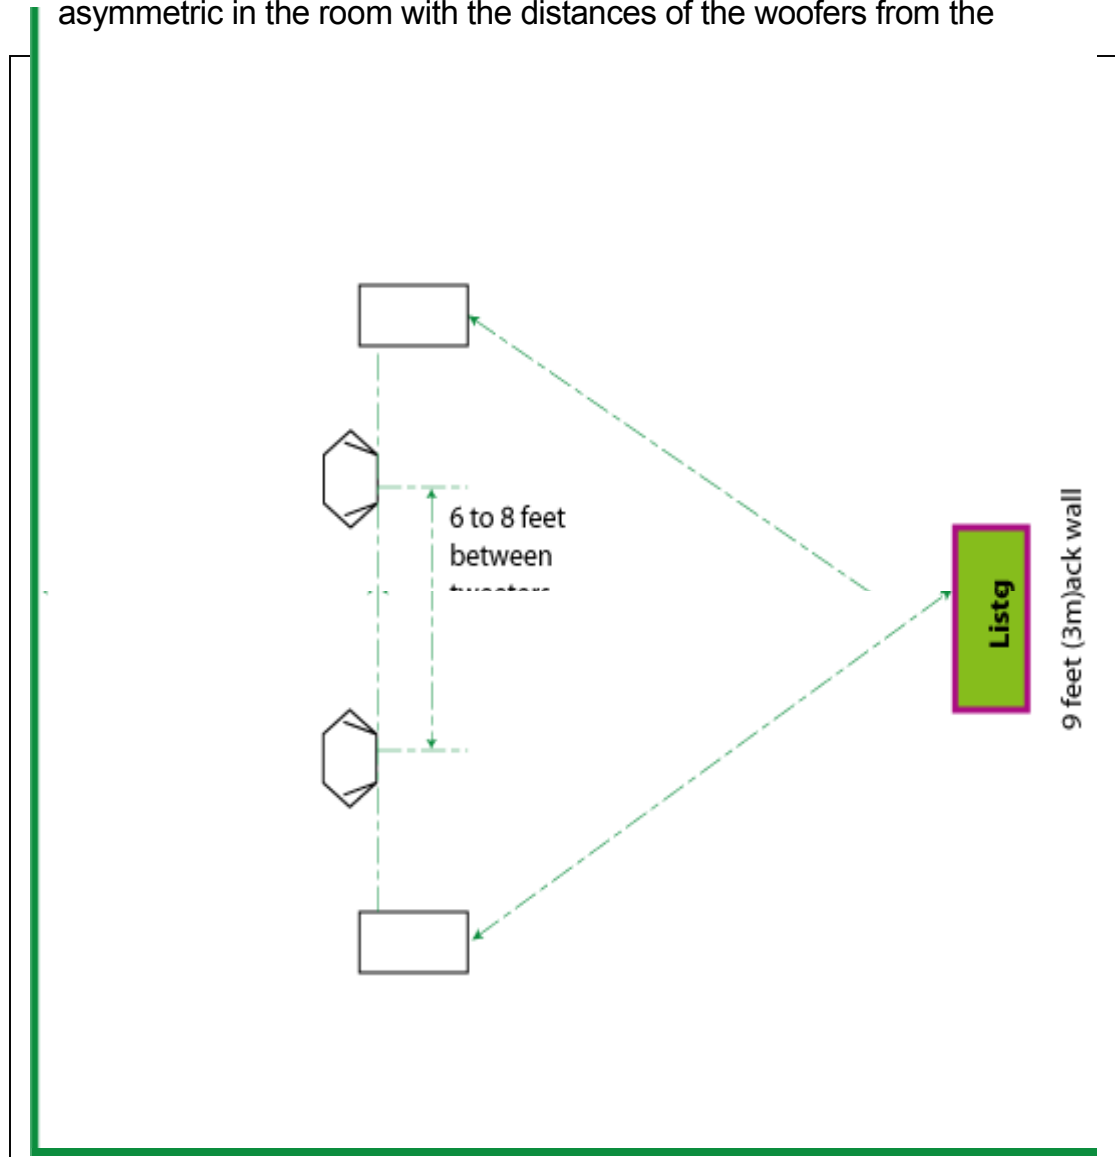 asymmetric in the room with the distances of the woofers from the
6 to 8 feet
between
tweeters
Listg
9 feet (3m)ack wall